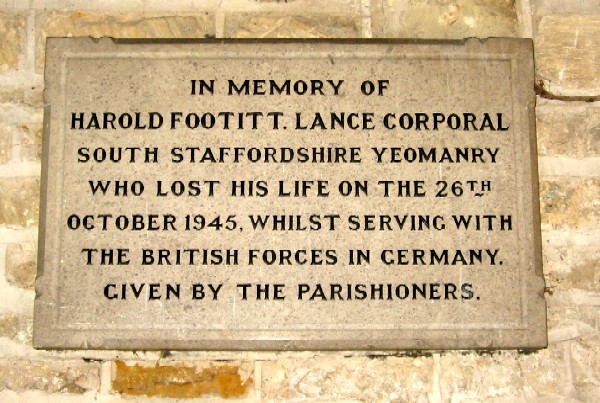 IN MEMORY OF
HAROLD FOOTITT. LANCE CORPORAL
SOUTH STAFFORDSHIRE YEOMANRY
WHO LOST HIS LIFE ON THE 26TH
OCTOBER 1945, WHILST SERVING WITH
THE BRITISH FORCES IN GERMANY.
GIVEN BY THE PARISHIONERS.